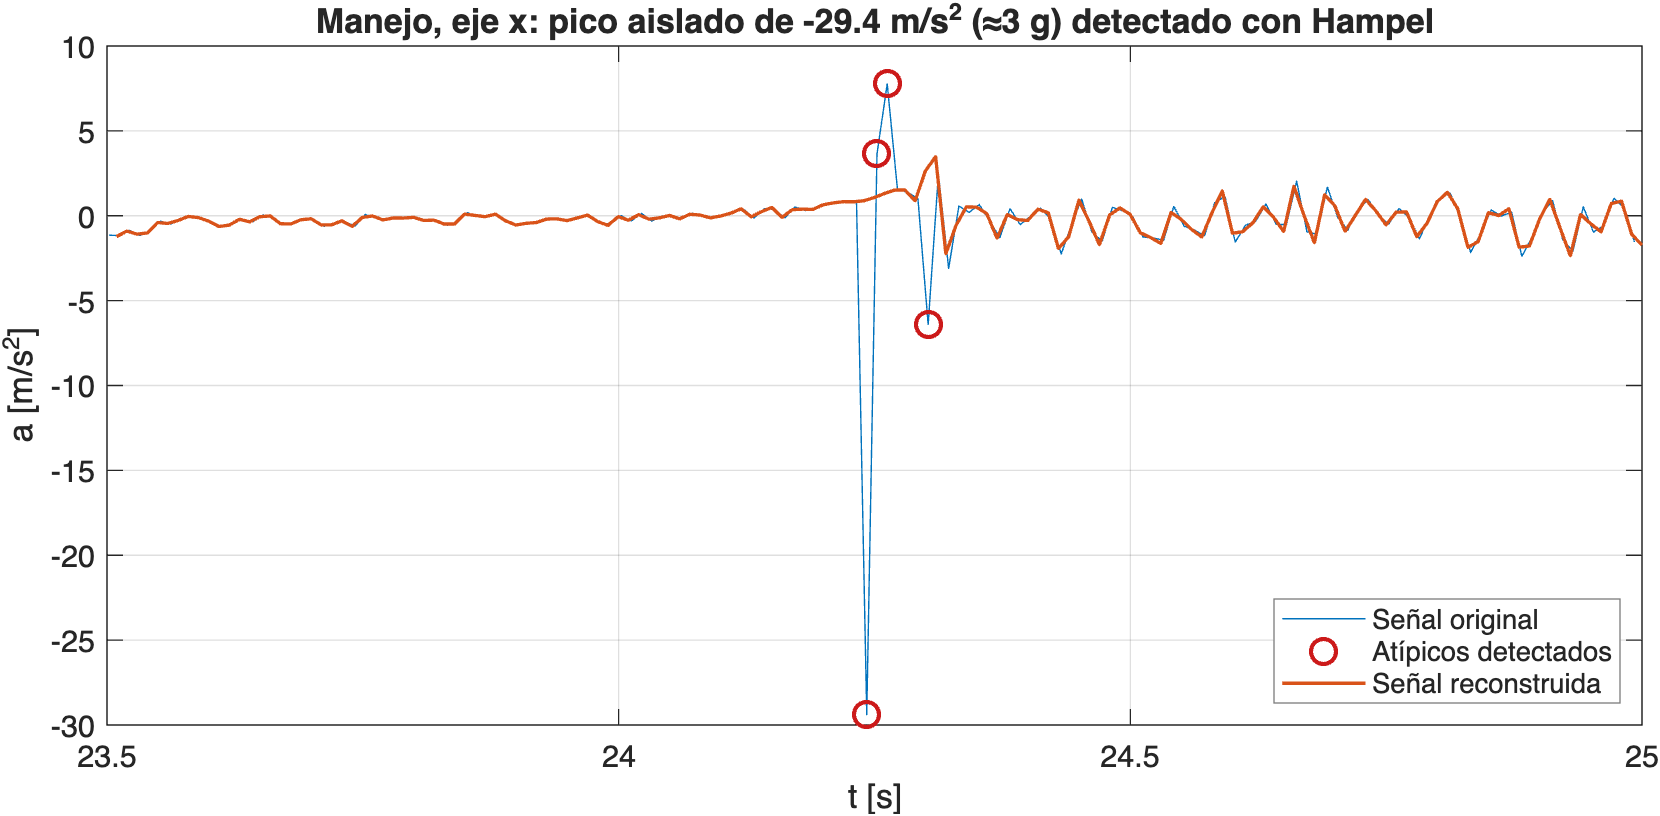 Manejo, eje x: pico aislado de -29.4 m/s² (≈3 g) detectado con Hampel
10
5
0
-5
-10
-15
-20
-25
-30
a [m/s²]
23.5
24
24.5
25
t [s]
Señal original
Atípicos detectados
Señal reconstruida